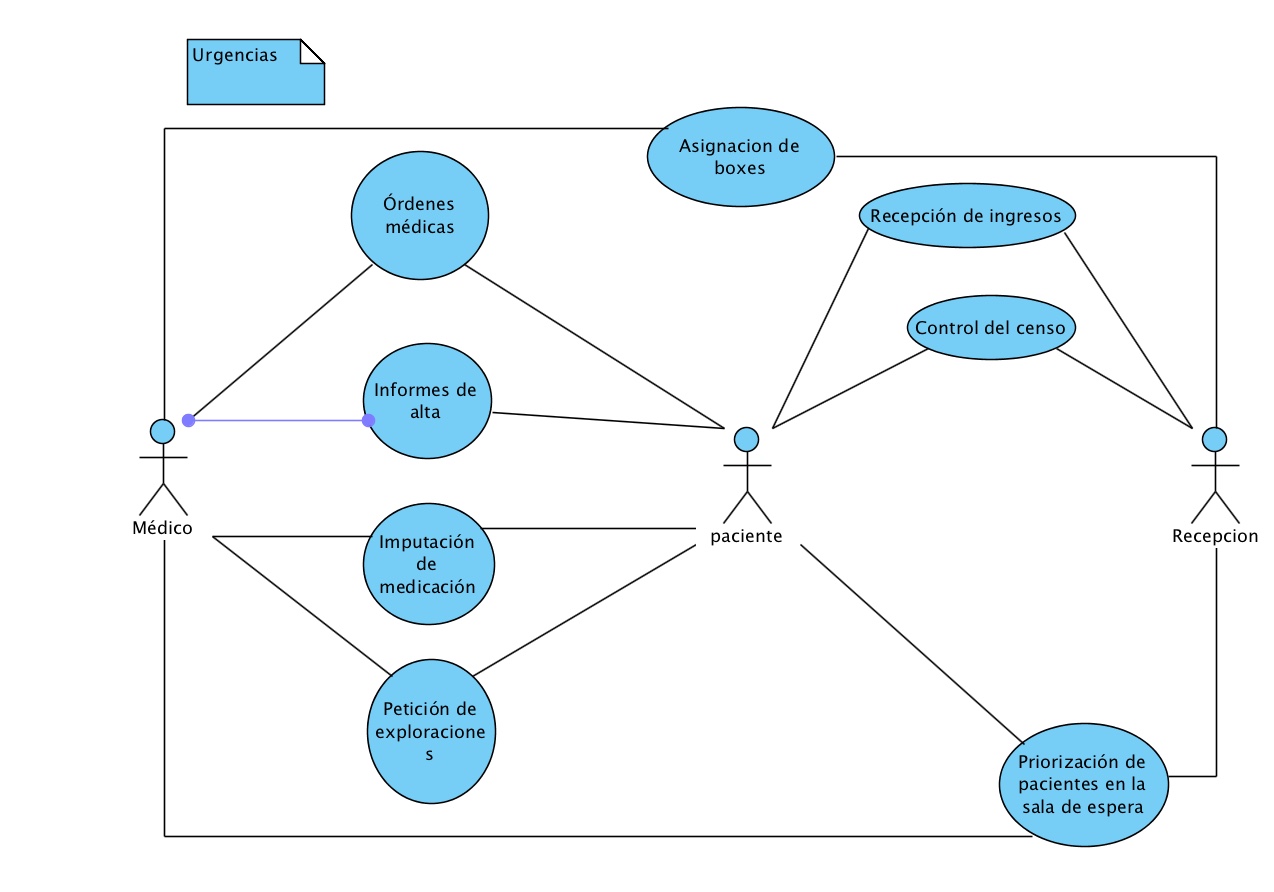 Urgencias
Asignacion de
boxes
Órdenes
médicas
Recepción de ingresos
Control del censo
Informes de
alta
Médico
paciente
Recepcion
Imputación
de
medicación
Petición de
exploracione
s
Priorización de
pacientes en la
sala de espera